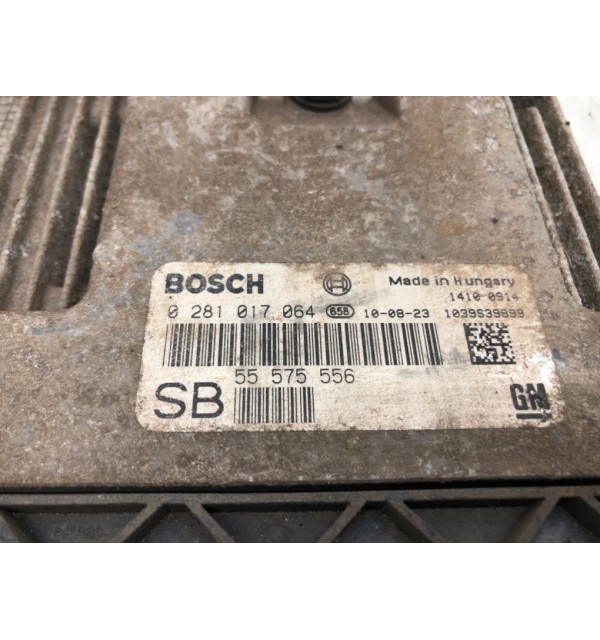 BOSCH Made in Hungary
1410 0914
0 281 017 064 658 10-08-23 1039S39899
55 575 556
SB GM